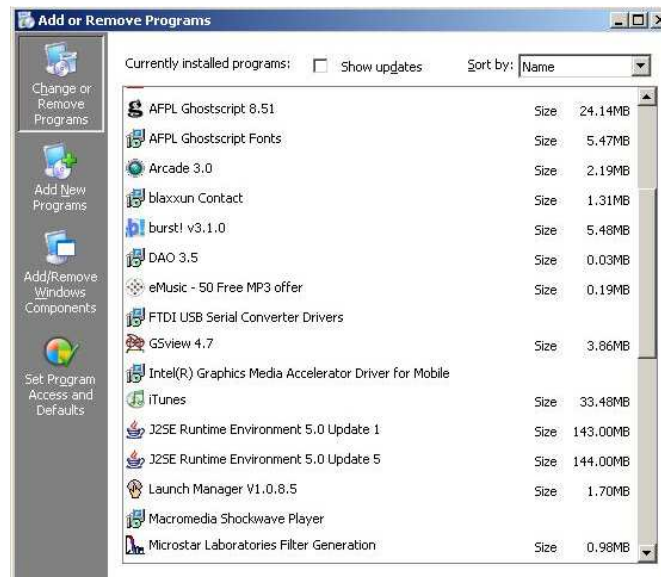 Add or Remove Programs
Change or
Remove
Programs
Add New
Programs
Add/Remove
Windows
Components
Set Program
Access and
Defaults
Currently installed programs: Show updates Sort by: Name
AFPL Ghostscript 8.51 Size 24.14MB
AFPL Ghostscript Fonts Size 5.47MB
Arcade 3.0 Size 2.19MB
blaxxun Contact Size 1.31MB
burst! v3.1.0 Size 5.48MB
DAO 3.5 Size 0.03MB
eMusic - 50 Free MP3 offer Size 0.19MB
FTDI USB Serial Converter Drivers
GSview 4.7 Size 3.86MB
Intel(R) Graphics Media Accelerator Driver for Mobile
iTunes Size 33.48MB
J2SE Runtime Environment 5.0 Update 1 Size 143.00MB
J2SE Runtime Environment 5.0 Update 5 Size 144.00MB
Launch Manager V1.0.8.5 Size 1.70MB
Macromedia Shockwave Player
Microstar Laboratories Filter Generation Size 0.98MB